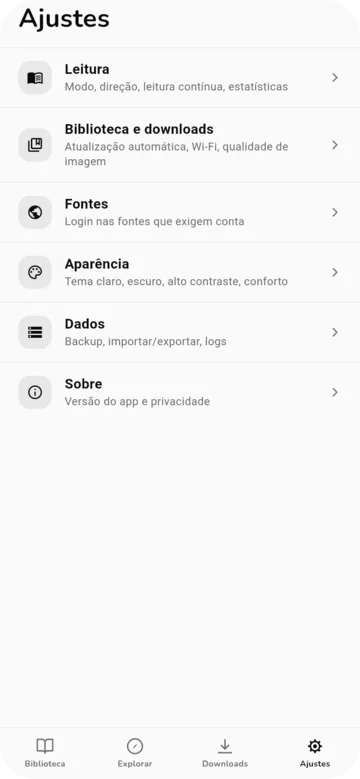 Ajustes
Leitura
Modo, direção, leitura contínua, estatísticas
Biblioteca e downloads
Atualização automática, Wi-Fi, qualidade de
imagem
Fontes
Login nas fontes que exigem conta
Aparência
Tema claro, escuro, alto contraste, conforto
Dados
Backup, importar/exportar, logs
Sobre
Versão do app e privacidade
Biblioteca
Explorar
Downloads
Ajustes